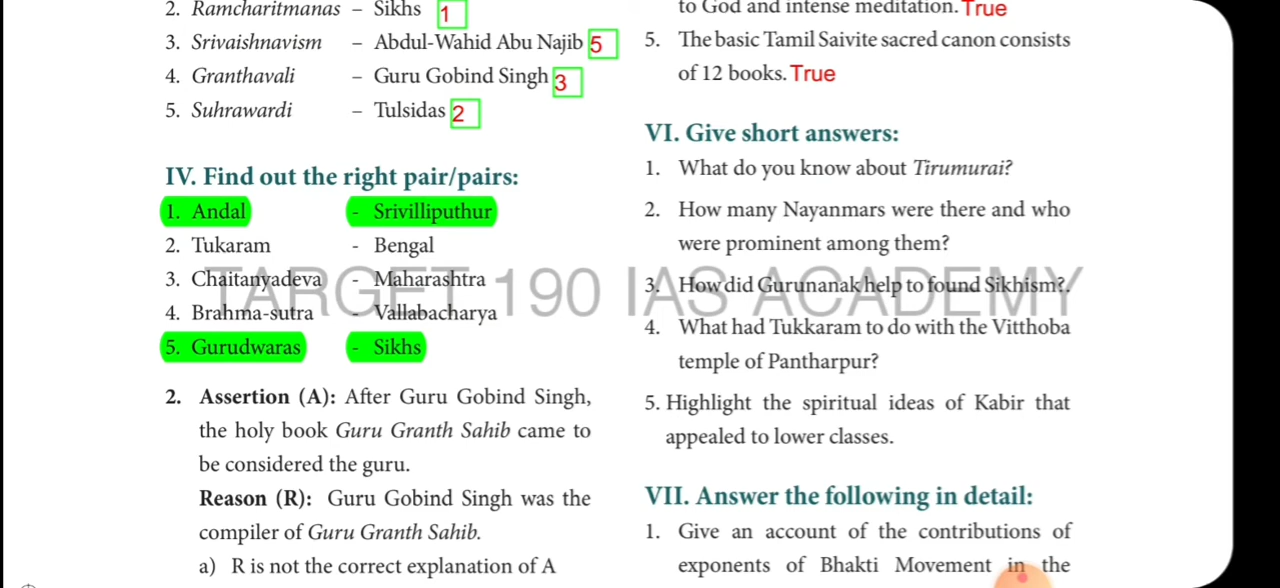 2. Ramcharitmanas – Sikhs 1
3. Srivaishnavism – Abdul-Wahid Abu Najib 5
4. Granthavali – Guru Gobind Singh 3
5. Suhrawardi – Tulsidas 2
IV. Find out the right pair/pairs:
1. Andal - Srivilliputhur
2. Tukaram - Bengal
3. Chaitanyadeva - Maharashtra
4. Brahma-sutra - Vallabacharya
5. Gurudwaras - Sikhs
2. Assertion (A): After Guru Gobind Singh,
the holy book Guru Granth Sahib came to
be considered the guru.
Reason (R): Guru Gobind Singh was the
compiler of Guru Granth Sahib.
a) R is not the correct explanation of A
to God and intense meditation. True
5. The basic Tamil Saivite sacred canon consists
of 12 books. True
VI. Give short answers:
1. What do you know about Tirumurai?
2. How many Nayanmars were there and who
were prominent among them?
3. How did Gurunanak help to found Sikhism?.
4. What had Tukkaram to do with the Vitthoba
temple of Pantharpur?
5. Highlight the spiritual ideas of Kabir that
appealed to lower classes.
VII. Answer the following in detail:
1. Give an account of the contributions of
exponents of Bhakti Movement in the
TARGET 190 IAS ACADEMY